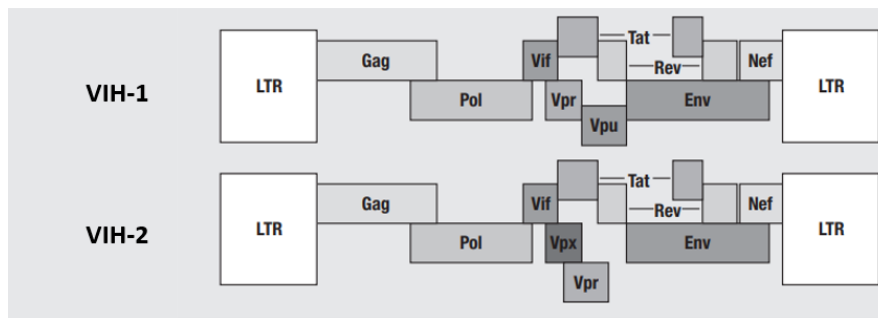 Tat
Gag
Vif
Rev
Nef
VIH-1
LTR
LTR
Pol
Vpr
Env
Vpu
Tat
Gag
Vif
Rev
Nef
VIH-2
LTR
LTR
Pol
Vpx
Env
Vpr